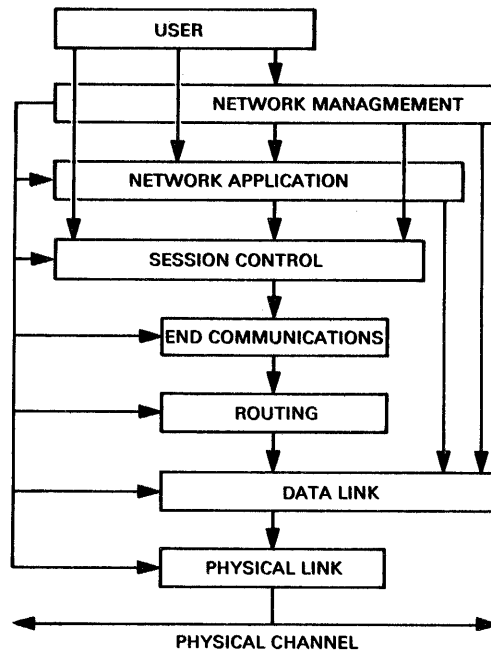 USER
NETWORK MANAGMEMENT
NETWORK APPLICATION
SESSION CONTROL
END COMMUNICATIONS
ROUTING
DATA LINK
PHYSICAL LINK
PHYSICAL CHANNEL